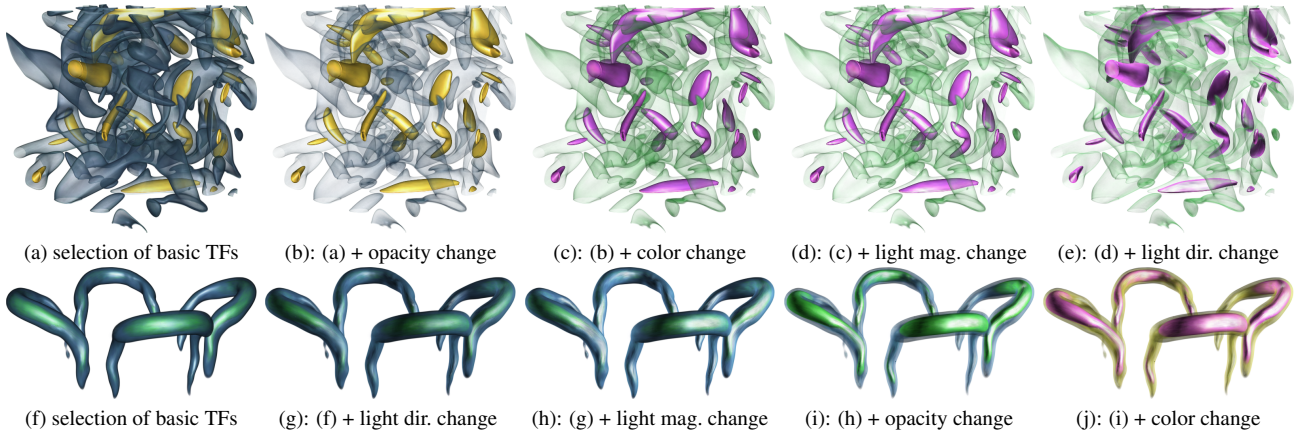 (a) selection of basic TFs
(b): (a) + opacity change
(c): (b) + color change
(d): (c) + light mag. change
(e): (d) + light dir. change
(f) selection of basic TFs
(g): (f) + light dir. change
(h): (g) + light mag. change
(i): (h) + opacity change
(j): (i) + color change